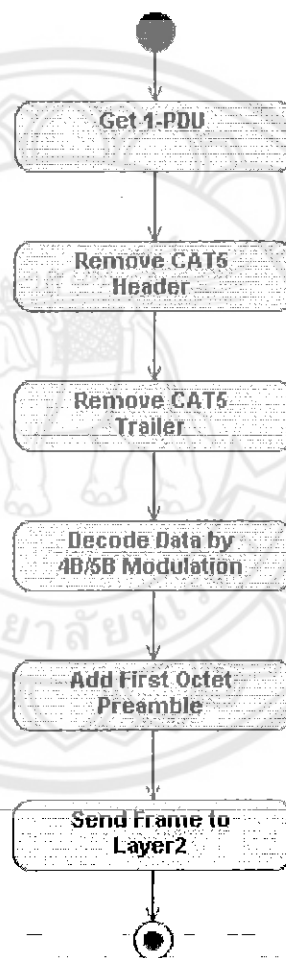 Get 1-PDU
Remove CAT5
Header
Remove CAT5
Trailer
Decode Data by
4B/5B Modulation
Add First Octet
Preamble
Send Frame to
Layer2